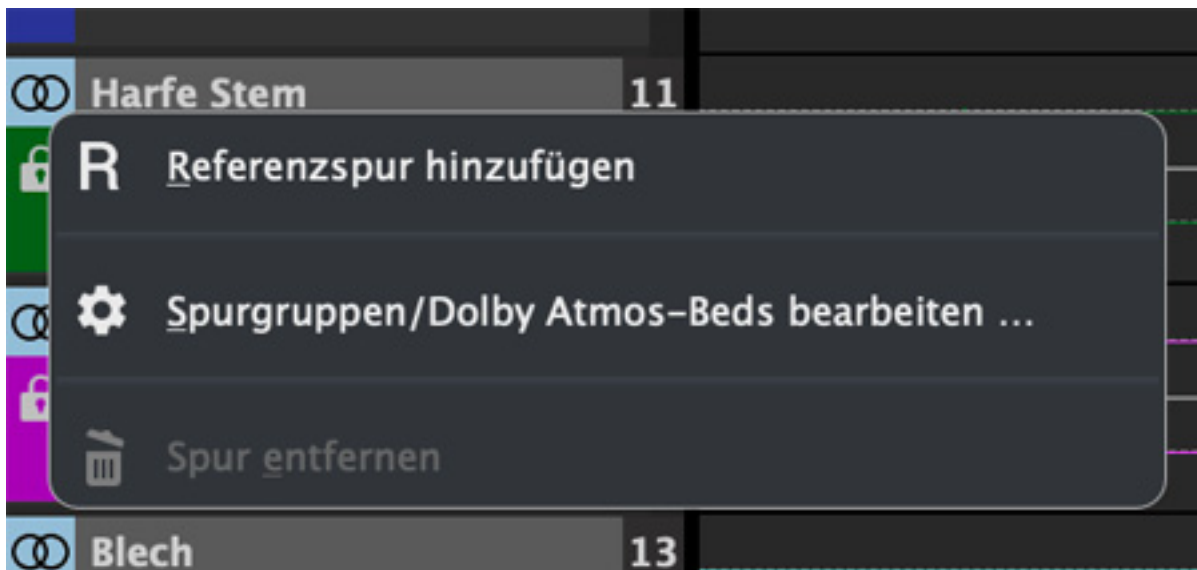 Harfe Stem 11
R Referenzspur hinzufügen
Spurgruppen/Dolby Atmos-Beds bearbeiten ...
Spur entfernen
Blech 13